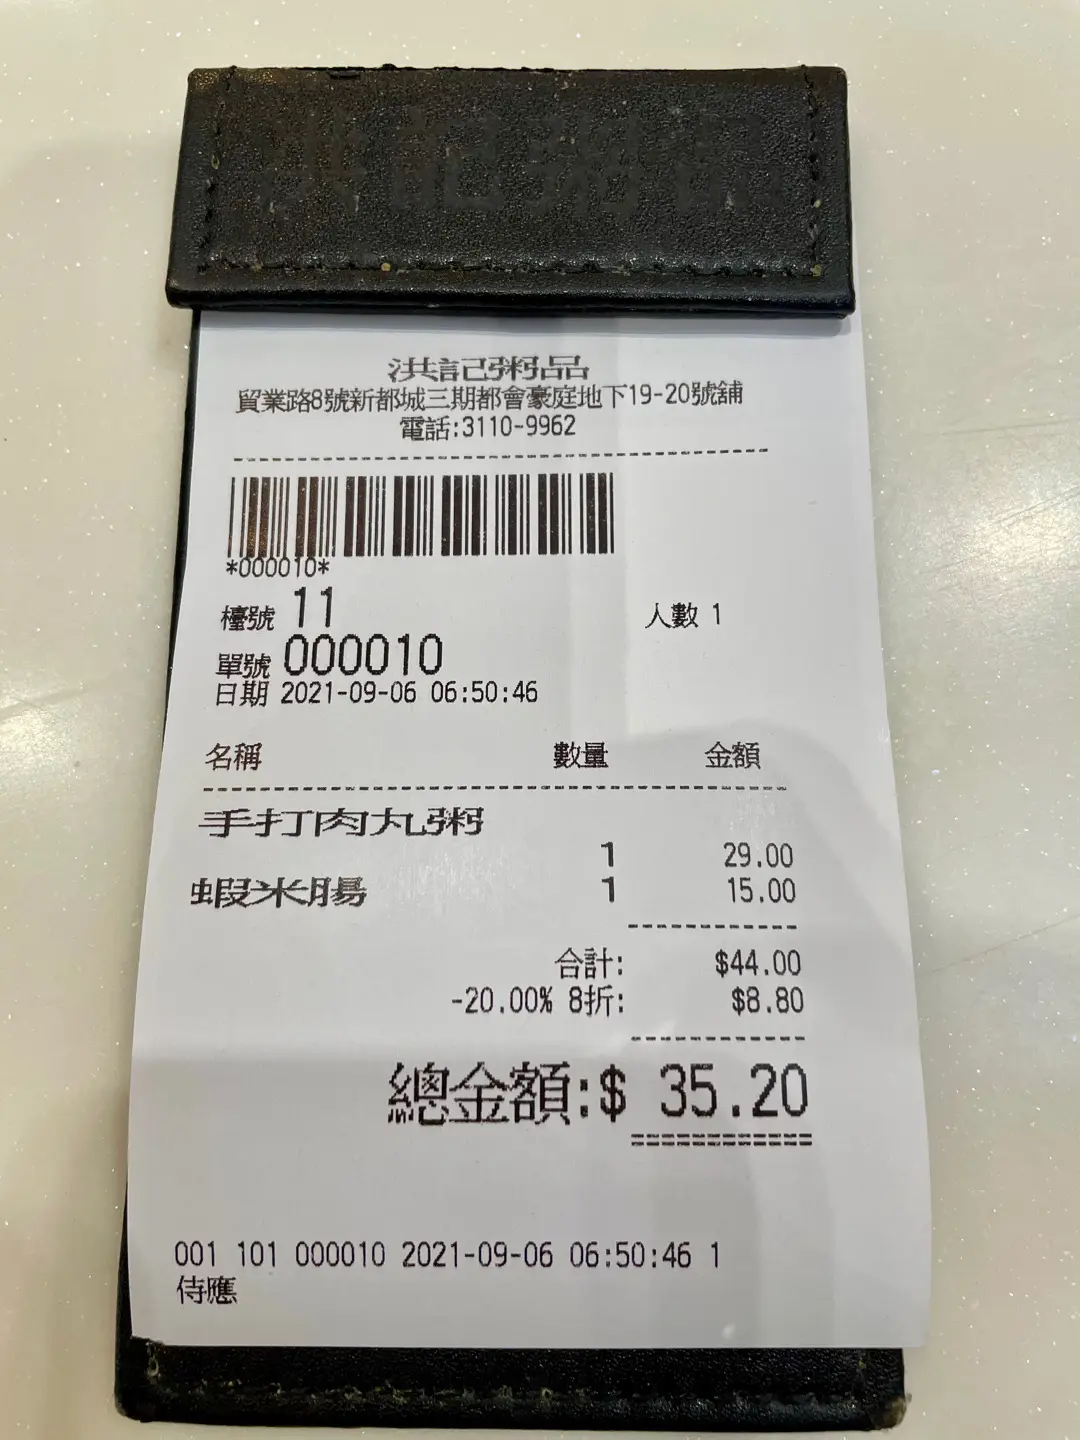 洪記粥品
洪記粥品
貿業路8號新都城三期都會豪庭地下19-20號舖
電話:3110-9962
*000010*
檯號 11 人數 1
單號 000010
日期 2021-09-06 06:50:46
名稱 數量 金額
手打肉丸粥
1 29.00
蝦米腸 1 15.00
合計: $44.00
-20.00% 8折: $8.80
總金額:$ 35.20
001 101 000010 2021-09-06 06:50:46 1
侍應